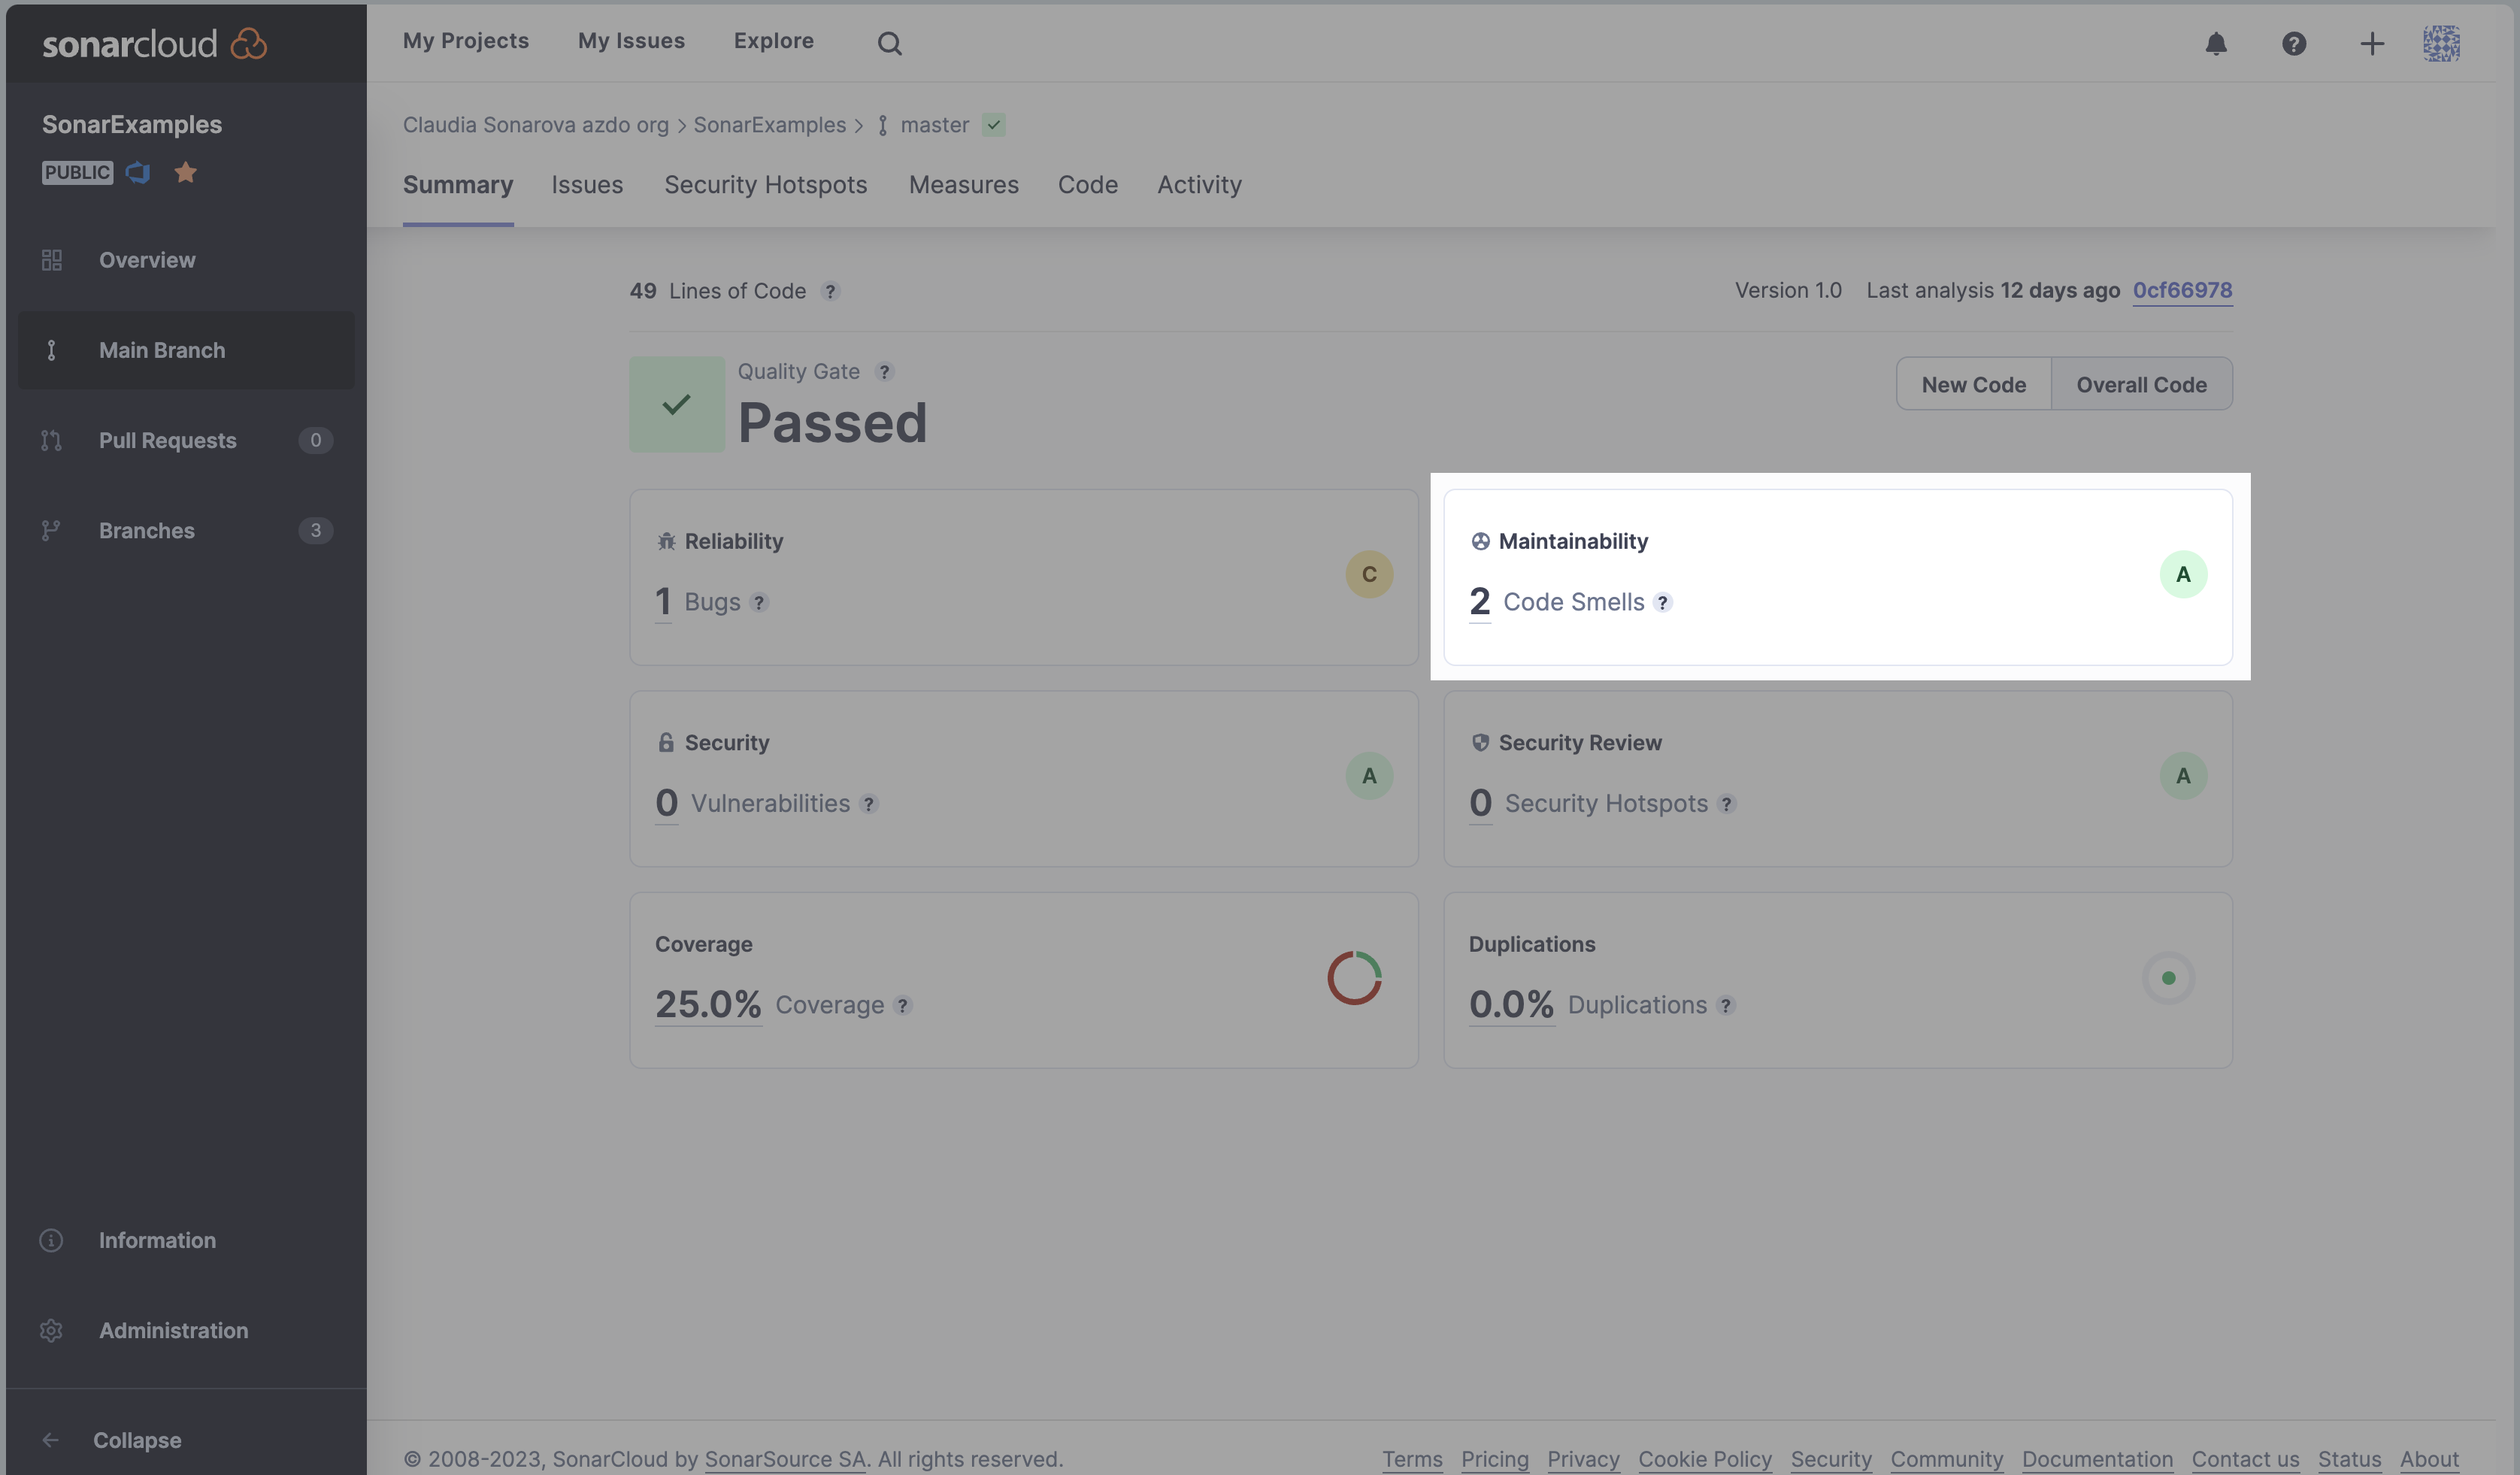 sonarcloud
My Projects My Issues Explore
SonarExamples
PUBLIC
Overview
Main Branch
Pull Requests 0
Branches 3
Information
Administration
Collapse
Claudia Sonarova azdo org > SonarExamples > master
Summary Issues Security Hotspots Measures Code Activity
49 Lines of Code ?
Version 1.0 Last analysis 12 days ago 0cf66978
Quality Gate ?
Passed
New Code Overall Code
Reliability
1 Bugs ?
C
Maintainability
2 Code Smells ?
A
Security
0 Vulnerabilities ?
A
Security Review
0 Security Hotspots ?
A
Coverage
25.0% Coverage ?
Duplications
0.0% Duplications ?
© 2008-2023, SonarCloud by SonarSource SA. All rights reserved.
Terms Pricing Privacy Cookie Policy Security Community Documentation Contact us Status About